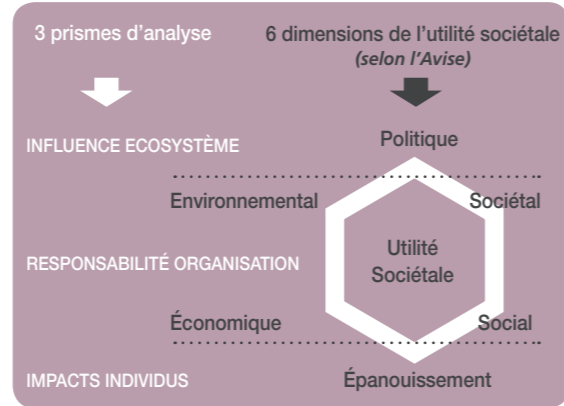 3 prismes d'analyse
6 dimensions de l'utilité sociétale
(selon l'Avise)
INFLUENCE ECOSYSTÈME
Politique
Environnemental
Sociétal
RESPONSABILITÉ ORGANISATION
Utilité
Sociétale
Économique
Social
IMPACTS INDIVIDUS
Épanouissement